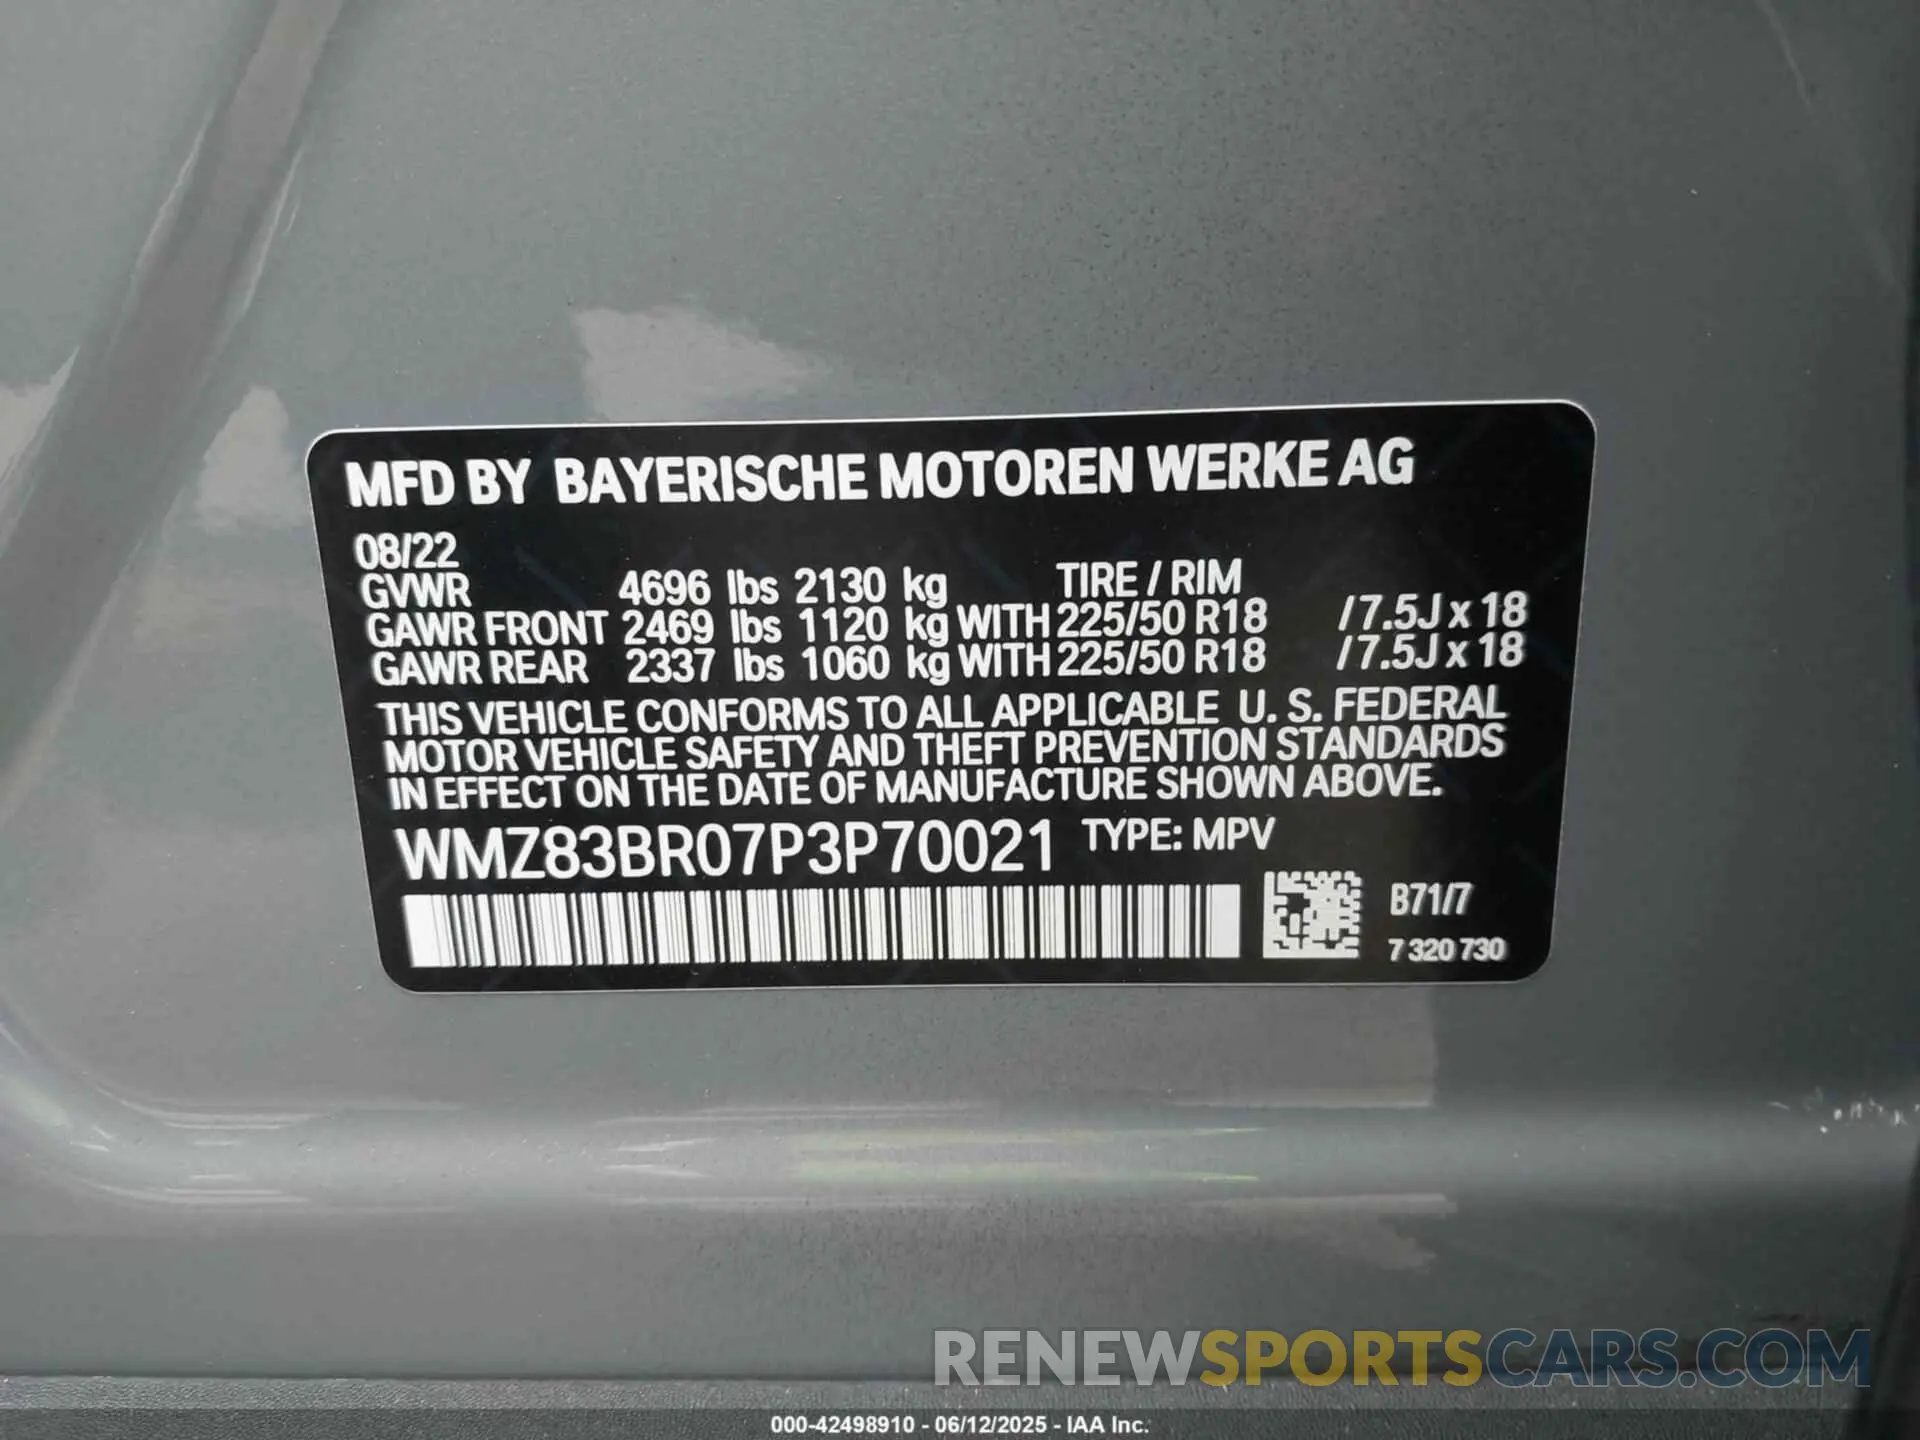 MFD BY BAYERISCHE MOTOREN WERKE AG
08/22
GVWR 4696 lbs 2130 kg TIRE / RIM
GAWR FRONT 2469 lbs 1120 kg WITH 225/50 R18 /7.5J x 18
GAWR REAR 2337 lbs 1060 kg WITH 225/50 R18 /7.5J x 18
THIS VEHICLE CONFORMS TO ALL APPLICABLE U. S. FEDERAL
MOTOR VEHICLE SAFETY AND THEFT PREVENTION STANDARDS
IN EFFECT ON THE DATE OF MANUFACTURE SHOWN ABOVE.
WMZ83BR07P3P70021 TYPE: MPV
B71/7
7 320 730
RENEWSPORTSCARS.COM
000-42498910 - 06/12/2025 - IAA Inc.